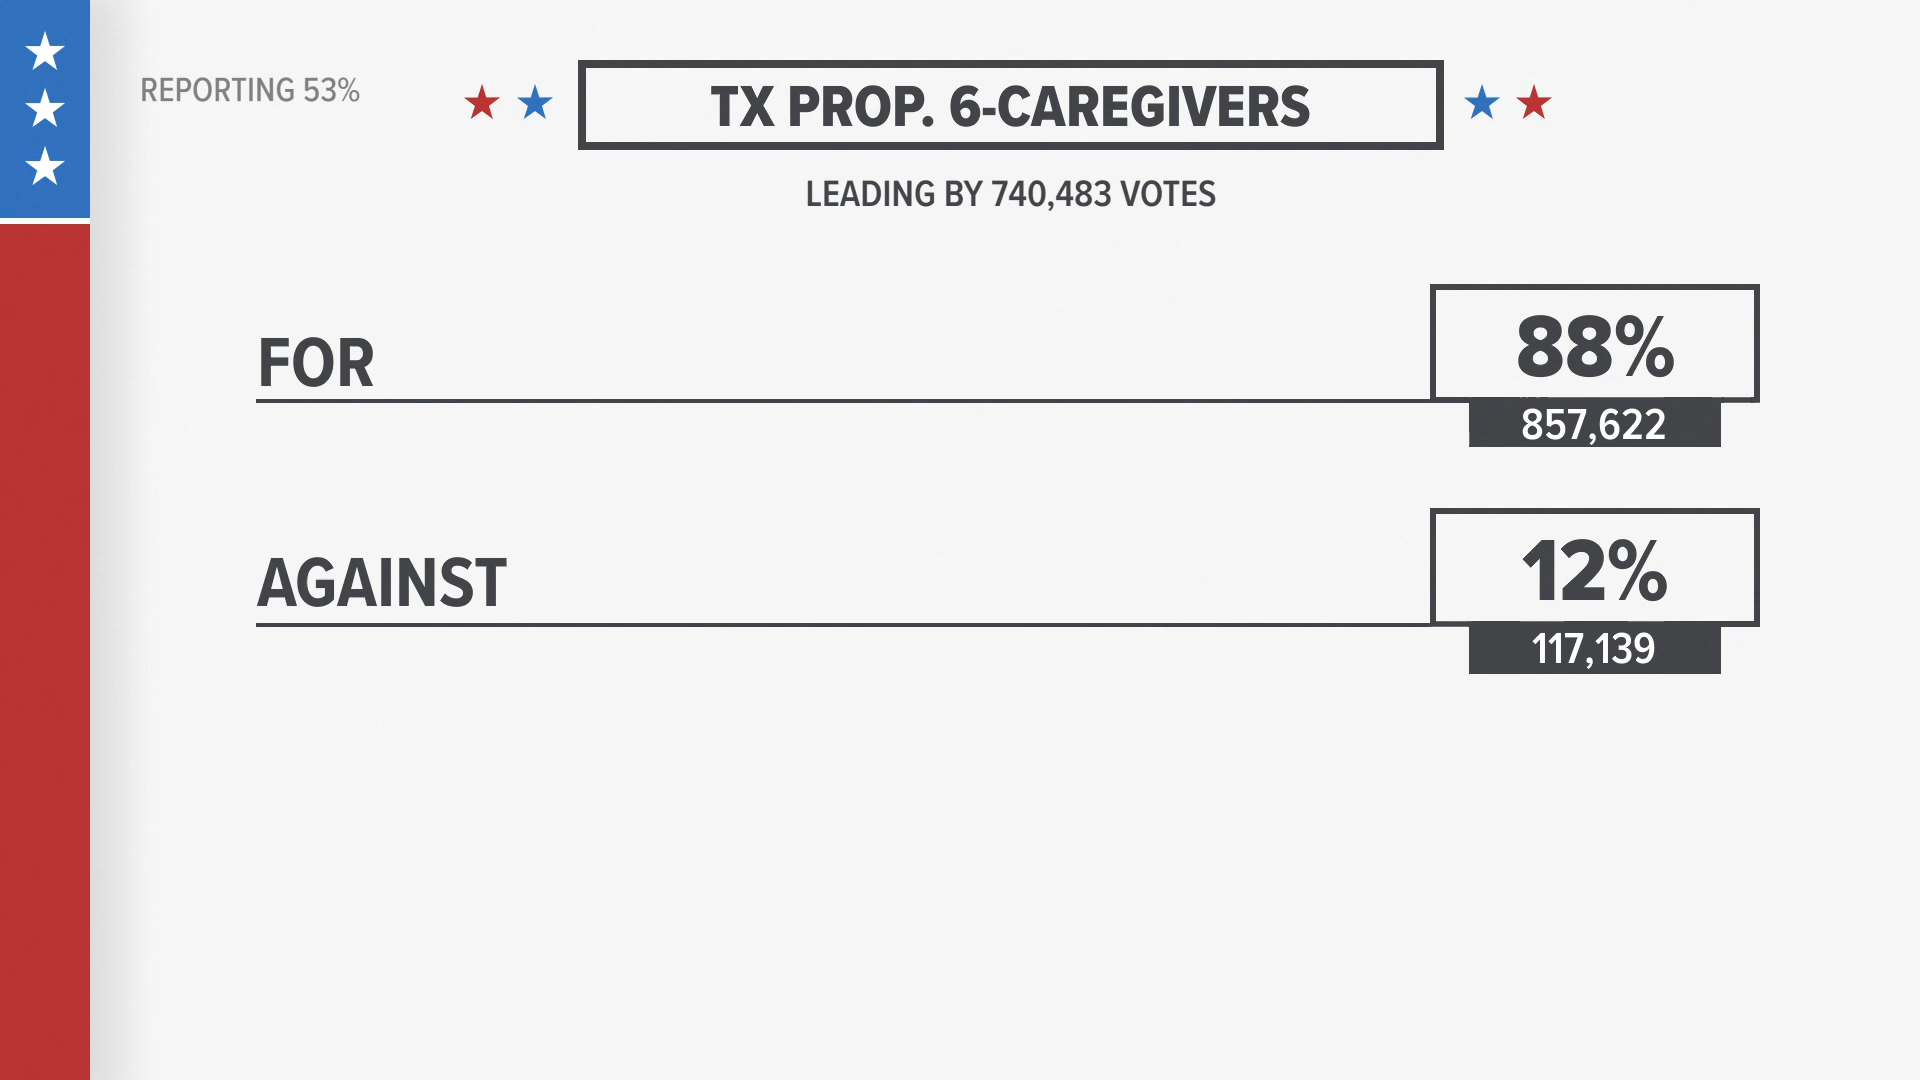 REPORTING 53%
TX PROP. 6-CAREGIVERS
LEADING BY 740,483 VOTES
FOR
88%
857,622
AGAINST
12%
117,139